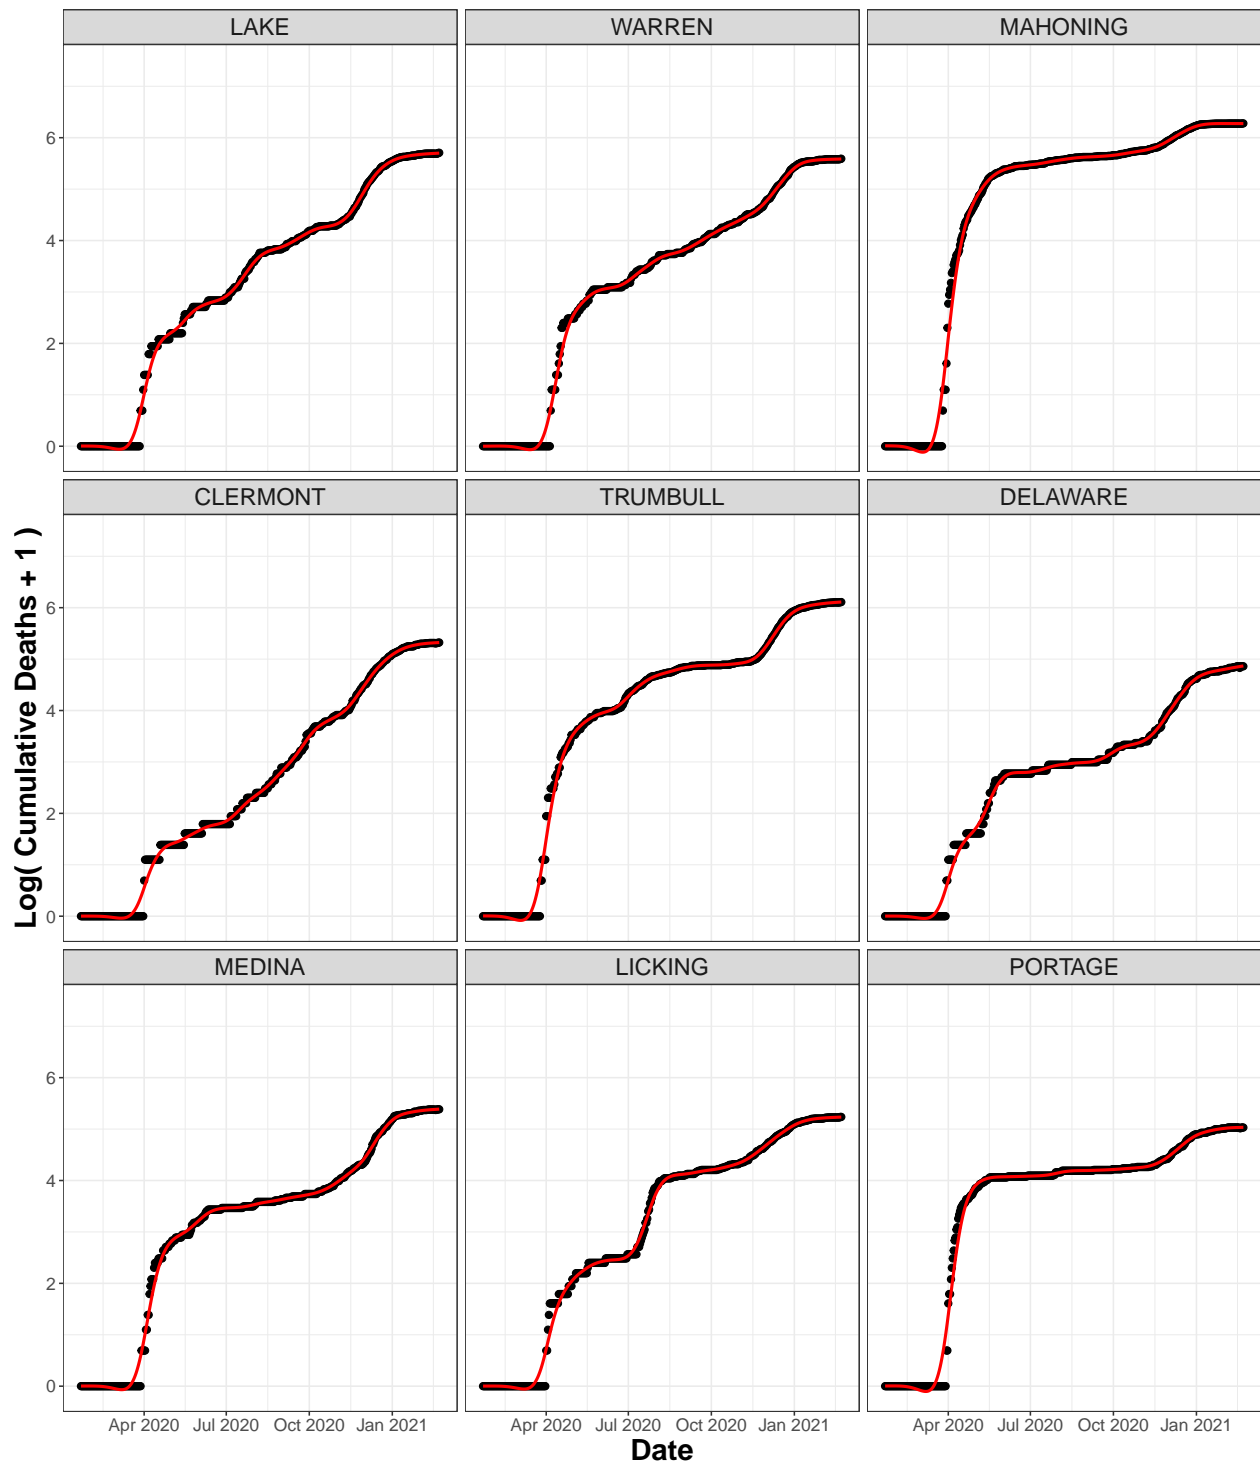 LAKE WARREN MAHONING
6
4
2
0
CLERMONT TRUMBULL DELAWARE
6
4
2
0
Log( Cumulative Deaths + 1 )
MEDINA LICKING PORTAGE
6
4
2
0
Apr 2020 Jul 2020 Oct 2020 Jan 2021 Apr 2020 Jul 2020 Oct 2020 Jan 2021 Apr 2020 Jul 2020 Oct 2020 Jan 2021
Date